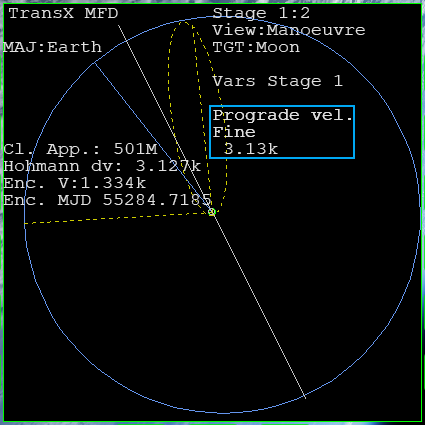 TransX MFD
Stage 1:2
View:Manoeuvre
MAJ:Earth
TGT:Moon
Vars Stage 1
Prograde vel.
Fine
3.13k
Cl. App.: 501M
Hohmann dv: 3.127k
Enc. V:1.334k
Enc. MJD 55284.7185